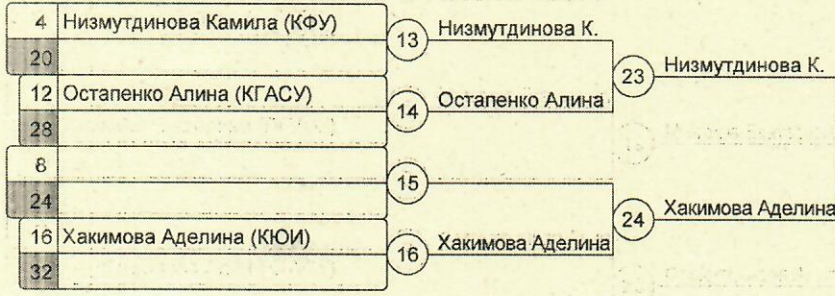 4 Низмутдинова Камила (КФУ)
20
13 Низмутдинова К.
12 Остапенко Алина (КГАСУ)
28
14 Остапенко Алина
23 Низмутдинова К.
8
24
15
16 Хакимова Аделина (КЮИ)
32
16 Хакимова Аделина
24 Хакимова Аделина